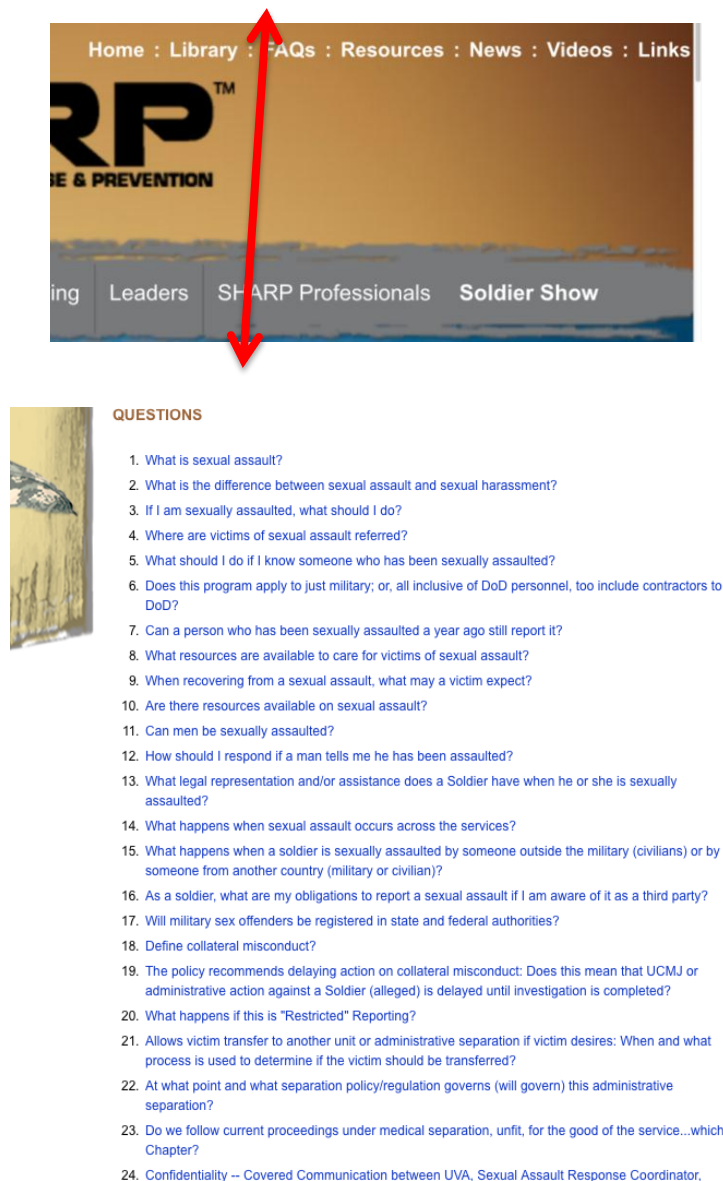 Home : Library : FAQs : Resources : News : Videos : Links
RP™
SE & PREVENTION
ing Leaders SHARP Professionals Soldier Show
QUESTIONS
1. What is sexual assault?
2. What is the difference between sexual assault and sexual harassment?
3. If I am sexually assaulted, what should I do?
4. Where are victims of sexual assault referred?
5. What should I do if I know someone who has been sexually assaulted?
6. Does this program apply to just military; or, all inclusive of DoD personnel, too include contractors to
DoD?
7. Can a person who has been sexually assaulted a year ago still report it?
8. What resources are available to care for victims of sexual assault?
9. When recovering from a sexual assault, what may a victim expect?
10. Are there resources available on sexual assault?
11. Can men be sexually assaulted?
12. How should I respond if a man tells me he has been assaulted?
13. What legal representation and/or assistance does a Soldier have when he or she is sexually
assaulted?
14. What happens when sexual assault occurs across the services?
15. What happens when a soldier is sexually assaulted by someone outside the military (civilians) or by
someone from another country (military or civilian)?
16. As a soldier, what are my obligations to report a sexual assault if I am aware of it as a third party?
17. Will military sex offenders be registered in state and federal authorities?
18. Define collateral misconduct?
19. The policy recommends delaying action on collateral misconduct: Does this mean that UCMJ or
administrative action against a Soldier (alleged) is delayed until investigation is completed?
20. What happens if this is "Restricted" Reporting?
21. Allows victim transfer to another unit or administrative separation if victim desires: When and what
process is used to determine if the victim should be transferred?
22. At what point and what separation policy/regulation governs (will govern) this administrative
separation?
23. Do we follow current proceedings under medical separation, unfit, for the good of the service...which
Chapter?
24. Confidentiality -- Covered Communication between UVA, Sexual Assault Response Coordinator,